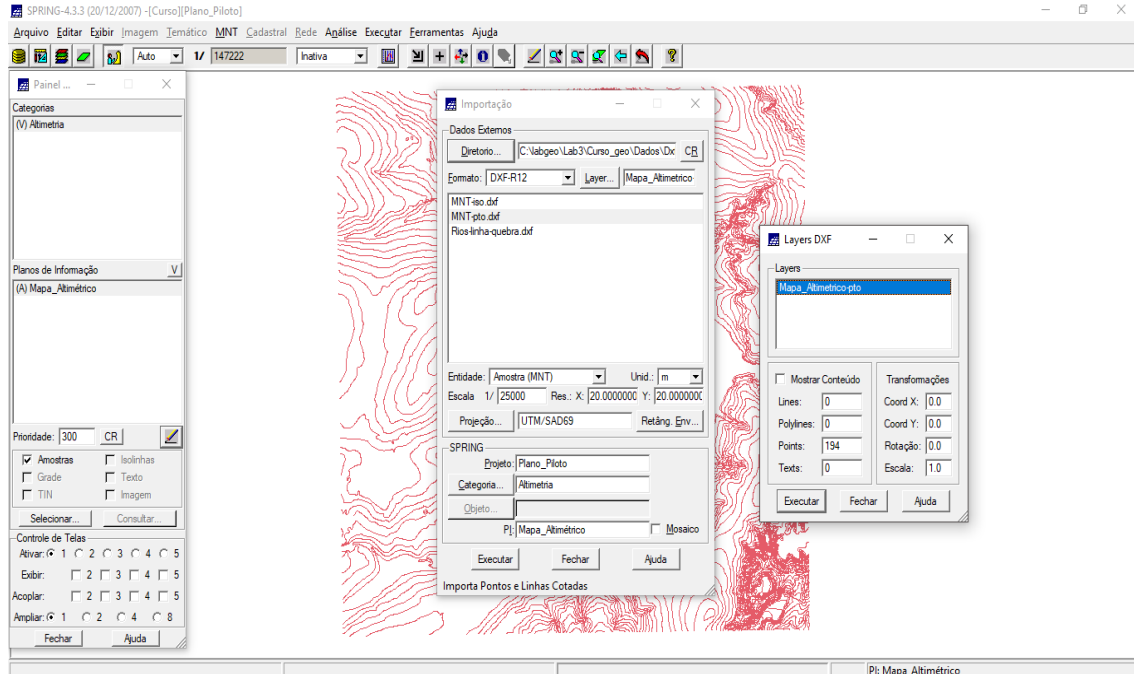 SPRING-4.3.3 (20/12/2007) -[Curso][Plano_Piloto]
Arquivo Editar Exibir Imagem Temático MNT Cadastral Rede Análise Executar Ferramentas Ajuda
Auto 1/ 147222 Inativa
Painel ...
Categorias
(V) Altimetria
Planos de Informação V
(A) Mapa_Altimétrico
Prioridade: 300 CR
Amostras Isolinhas
Grade Texto
TIN Imagem
Selecionar... Consultar...
Controle de Telas
Ativar: 1 2 3 4 5
Exibir: 2 3 4 5
Acoplar: 2 3 4 5
Ampliar: 1 2 4 8
Fechar Ajuda
Importação
Dados Externos
Diretorio... C:\labgeo\Lab3\Curso_geo\Dados\Dx CR
Formato: DXF-R12 Layer... Mapa_Altimetrico
MNT-iso.dxf
MNT-pto.dxf
Rios-linha-quebra.dxf
Entidade: Amostra (MNT) Unid.: m
Escala 1/ 25000 Res.: X: 20.0000000 Y: 20.0000000
Projeção... UTM/SAD69 Retâng. Env...
SPRING
Projeto: Plano_Piloto
Categoria... Altimetria
Objeto...
PI: Mapa_Altimétrico Mosaico
Executar Fechar Ajuda
Importa Pontos e Linhas Cotadas
Layers DXF
Layers
Mapa_Altimetrico-pto
Mostrar Conteúdo Transformações
Lines: 0 Coord X: 0.0
Polylines: 0 Coord Y: 0.0
Points: 194 Rotação: 0.0
Texts: 0 Escala: 1.0
Executar Fechar Ajuda
PI: Mapa_Altimétrico